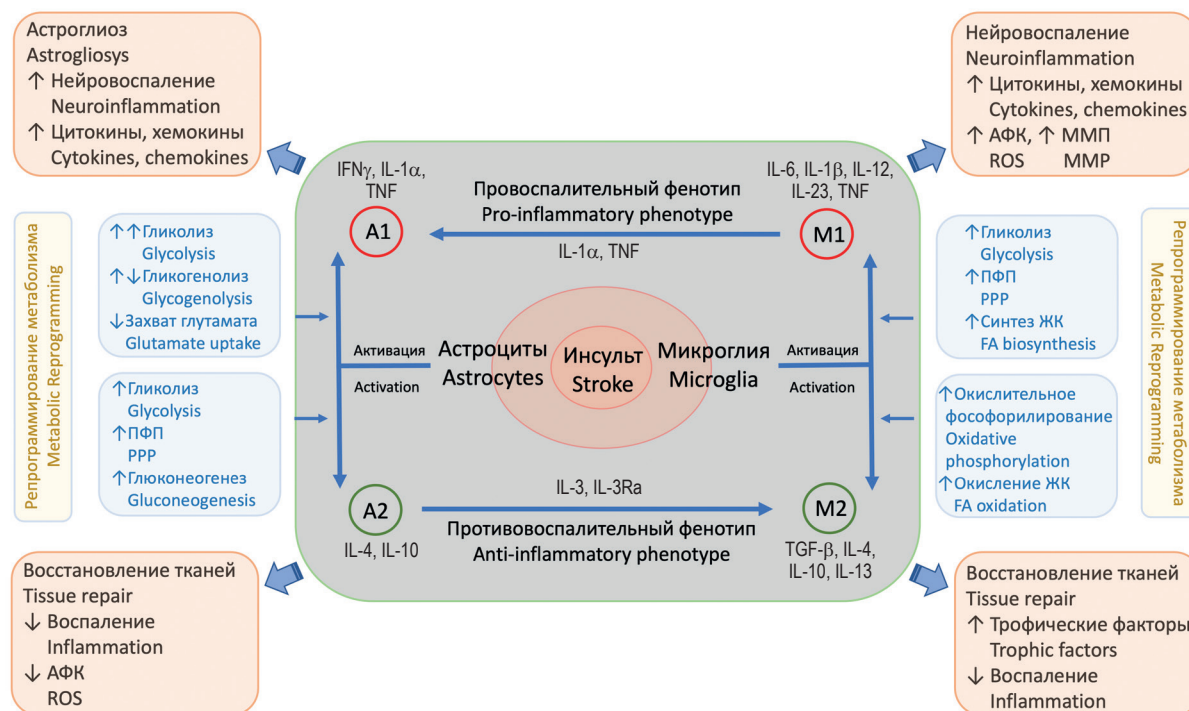 Астроглиоз
Astrogliosys
↑ Нейровоспаление
Neuroinflammation
↑ Цитокины, хемокины
Cytokines, chemokines
Нейровоспаление
Neuroinflammation
↑ Цитокины, хемокины
Cytokines, chemokines
↑ АФК, ↑ ММП
ROS MMP
Репрограммирование метаболизма
Metabolic Reprogramming
↑↑Гликолиз
Glycolysis
↑↓Гликогенолиз
Glycogenolysis
↓Захват глутамата
Glutamate uptake
↑Гликолиз
Glycolysis
↑ПФП
PPP
↑Глюконеогенез
Gluconeogenesis
IFNγ, IL-1α,
TNF
A1
Провоспалительный фенотип
Pro-inflammatory phenotype
IL-1α, TNF
IL-6, IL-1β, IL-12,
IL-23, TNF
M1
Активация
Activation
Астроциты
Astrocytes
Инсульт
Stroke
Микроглия
Microglia
Активация
Activation
A2
IL-4, IL-10
IL-3, IL-3Ra
Противовоспалительный фенотип
Anti-inflammatory phenotype
M2
TGF-β, IL-4,
IL-10, IL-13
↑Гликолиз
Glycolysis
↑ПФП
PPP
↑Синтез ЖК
FA biosynthesis
↑Окислительное
фософорилирование
Oxidative
phosphorylation
↑Окисление ЖК
FA oxidation
Репрограммирование метаболизма
Metabolic Reprogramming
Восстановление тканей
Tissue repair
↓ Воспаление
Inflammation
↓ АФК
ROS
Восстановление тканей
Tissue repair
↑ Трофические факторы
Trophic factors
↓ Воспаление
Inflammation